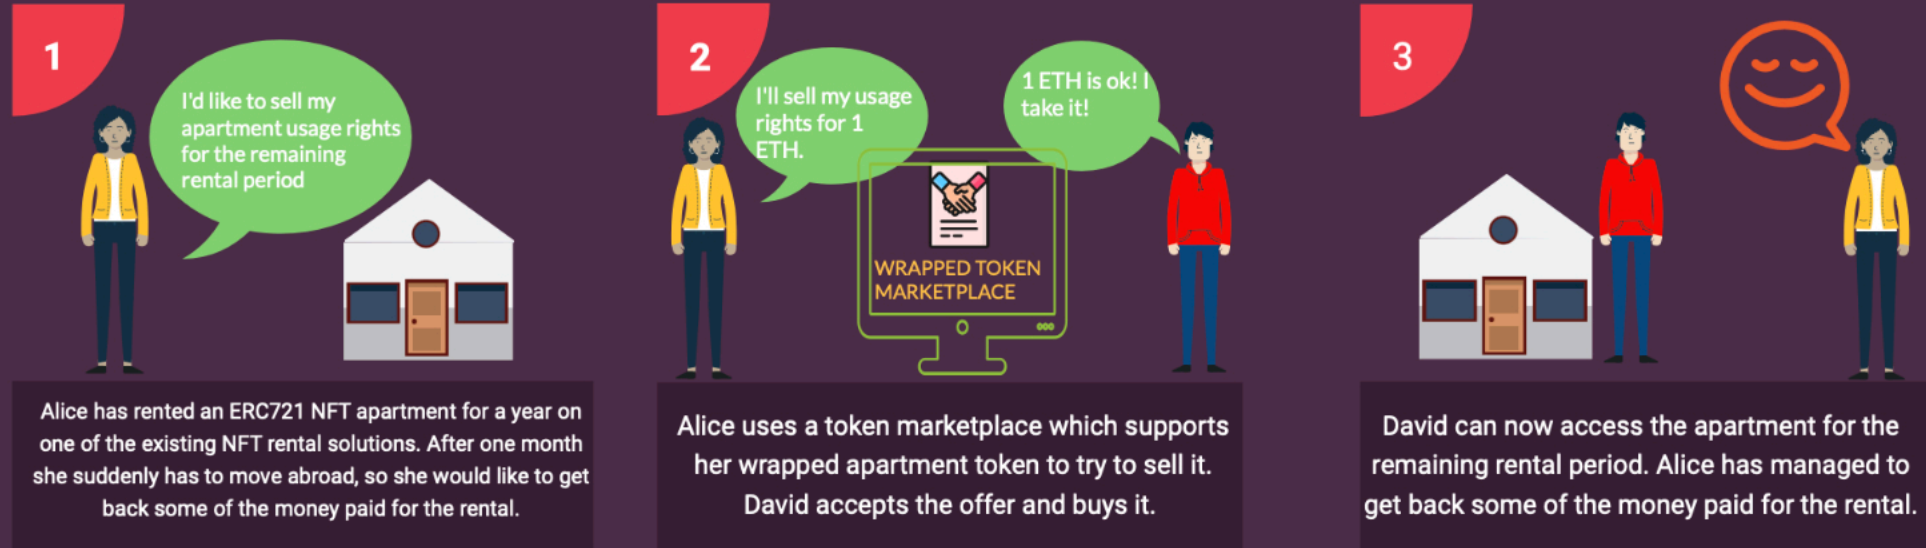 1
I'd like to sell my
apartment usage rights
for the remaining
rental period
Alice has rented an ERC721 NFT apartment for a year on
one of the existing NFT rental solutions. After one month
she suddenly has to move abroad, so she would like to get
back some of the money paid for the rental.
2
I'll sell my usage
rights for 1
ETH.
1 ETH is ok! I
take it!
WRAPPED TOKEN
MARKETPLACE
Alice uses a token marketplace which supports
her wrapped apartment token to try to sell it.
David accepts the offer and buys it.
3
David can now access the apartment for the
remaining rental period. Alice has managed to
get back some of the money paid for the rental.